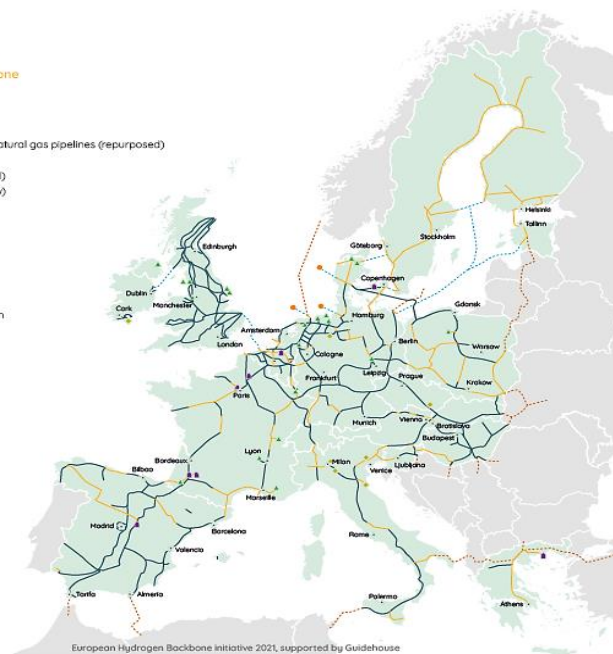 one
atural gas pipelines (repurposed)
d)
v)
n
Helsinki
Tallinn
Stockholm
Göteborg
Edinburgh
Copenhagen
Dublin
Manchester
Cork
Gdansk
Hamburg
Amsterdam
London
Berlin
Warsaw
Cologne
Leipzig
Prague
Frankfurt
Krakow
Paris
Munich
Vienna
Bratislava
Budapest
Lyon
Bordeaux
Milan
Ljubljana
Venice
Bilbao
Marseille
Madrid
Barcelona
Rome
Valencia
Tarifa
Almeria
Palermo
Athens
European Hydrogen Backbone initiative 2021, supported by Guidehouse